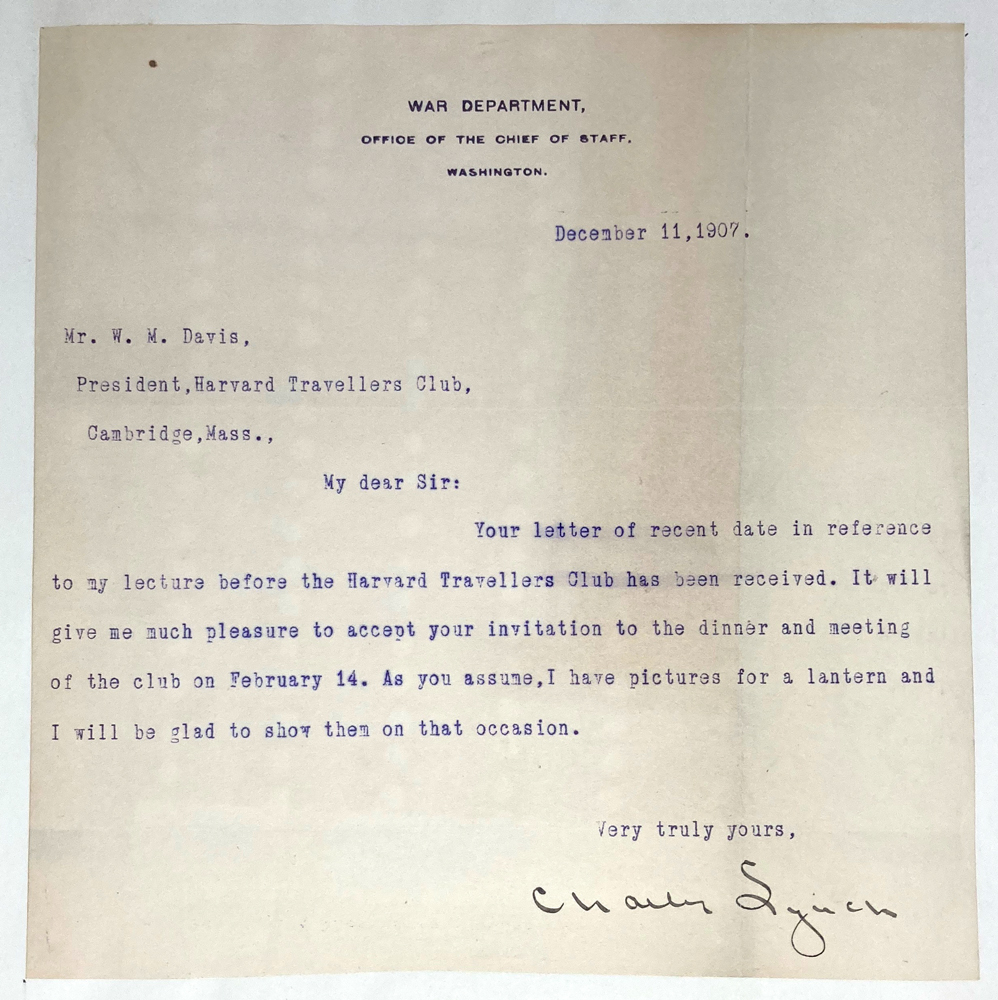 WAR DEPARTMENT,
OFFICE OF THE CHIEF OF STAFF.
WASHINGTON.
December 11,1907.
Mr. W. M. Davis,
President,Harvard Travellers Club,
Cambridge,Mass.,
My dear Sir:
Your letter of recent date in reference
to my lecture before the Harvard Travellers Club has been received. It will
give me much pleasure to accept your invitation to the dinner and meeting
of the club on February 14. As you assume,I have pictures for a lantern and
I will be glad to show them on that occasion.
Very truly yours,
Charles Lynch